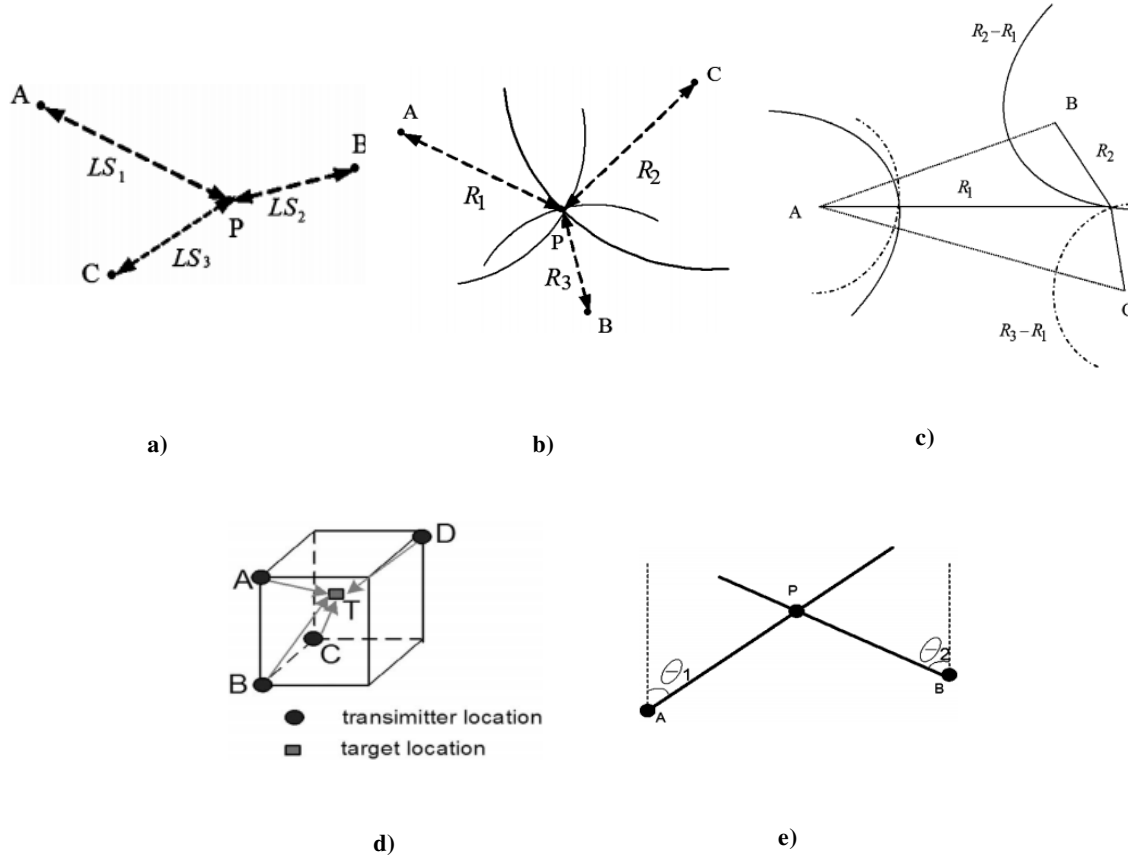 A
LS₁
P
B
LS₂
C
LS₃
a)
A
C
R₁
R₂
P
R₃
B
b)
R₂−R₁
B
R₂
R₁
A
C
R₃−R₁
c)
A
D
T
C
B
transimitter location
target location
d)
P
θ₁
A
θ₂
B
e)